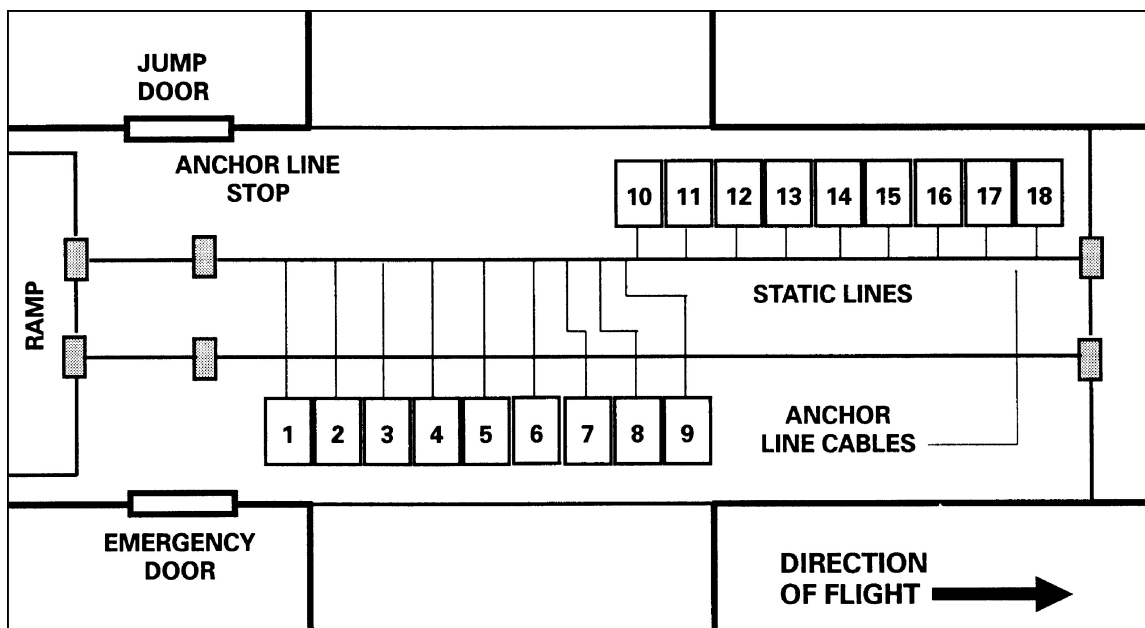 JUMP
DOOR
ANCHOR LINE
STOP
10 11 12 13 14 15 16 17 18
STATIC LINES
RAMP
1 2 3 4 5 6 7 8 9
ANCHOR
LINE CABLES
EMERGENCY
DOOR
DIRECTION
OF FLIGHT